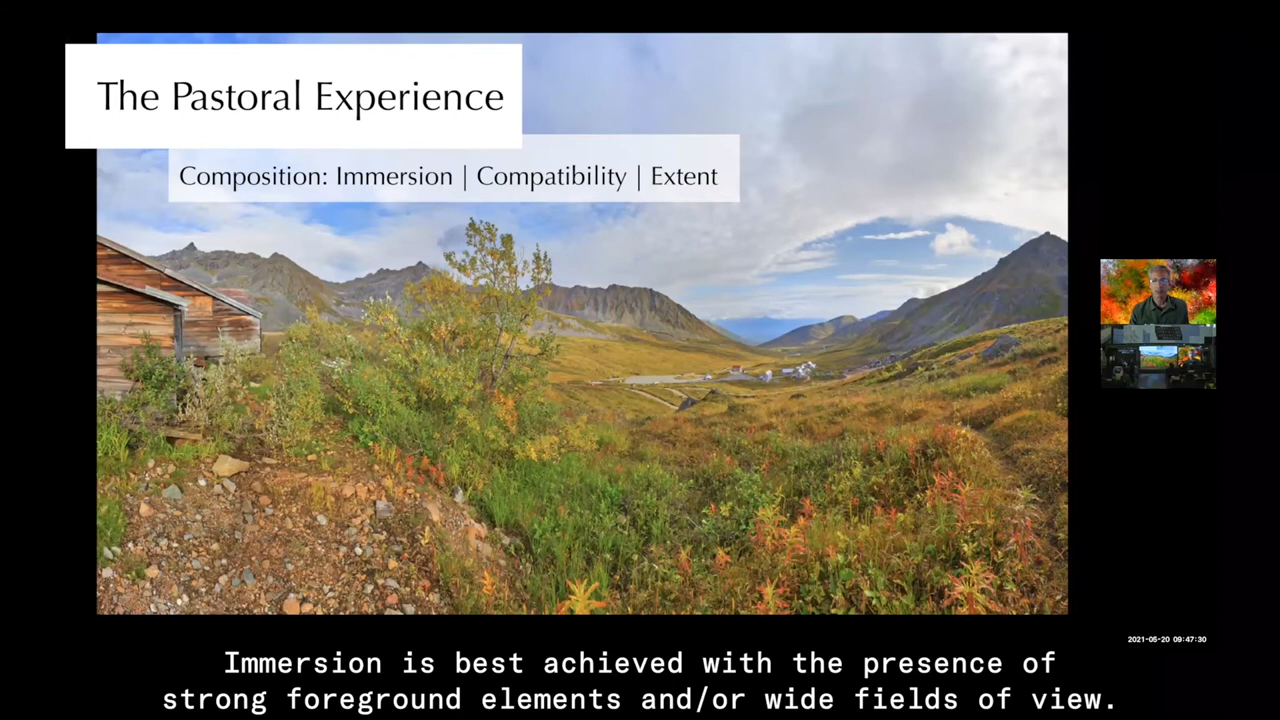 The Pastoral Experience
Composition: Immersion | Compatibility | Extent
2021-05-20 09:47:30
Immersion is best achieved with the presence of
strong foreground elements and/or wide fields of view.